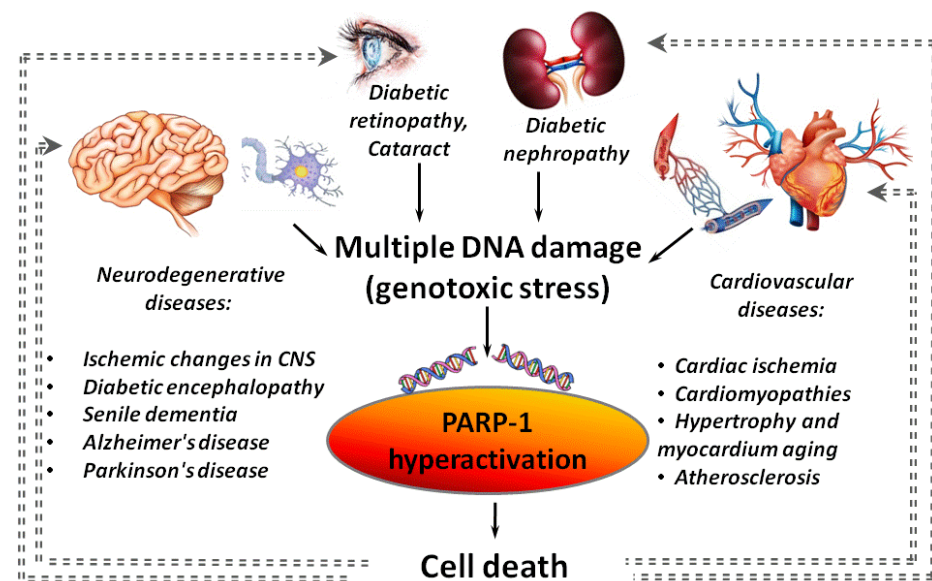 Diabetic
retinopathy,
Cataract
Diabetic
nephropathy
Multiple DNA damage
(genotoxic stress)
Neurodegenerative
diseases:
• Ischemic changes in CNS
• Diabetic encephalopathy
• Senile dementia
• Alzheimer's disease
• Parkinson's disease
Cardiovascular
diseases:
• Cardiac ischemia
• Cardiomyopathies
• Hypertrophy and
myocardium aging
• Atherosclerosis
PARP-1
hyperactivation
Cell death